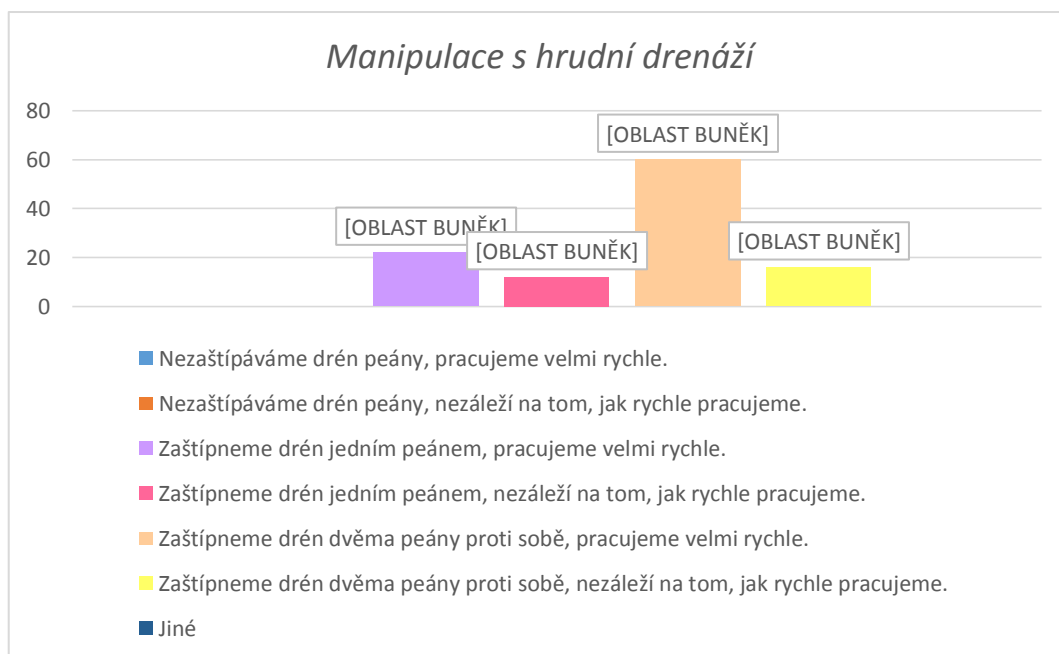 Manipulace s hrudní drenáží
80
[OBLAST BUNĚK]
60
40
[OBLAST BUNĚK]
[OBLAST BUNĚK]
[OBLAST BUNĚK]
20
0
Nezaštípáváme drén peány, pracujeme velmi rychle.
Nezaštípáváme drén peány, nezáleží na tom, jak rychle pracujeme.
Zaštípneme drén jedním peánem, pracujeme velmi rychle.
Zaštípneme drén jedním peánem, nezáleží na tom, jak rychle pracujeme.
Zaštípneme drén dvěma peány proti sobě, pracujeme velmi rychle.
Zaštípneme drén dvěma peány proti sobě, nezáleží na tom, jak rychle pracujeme.
Jiné